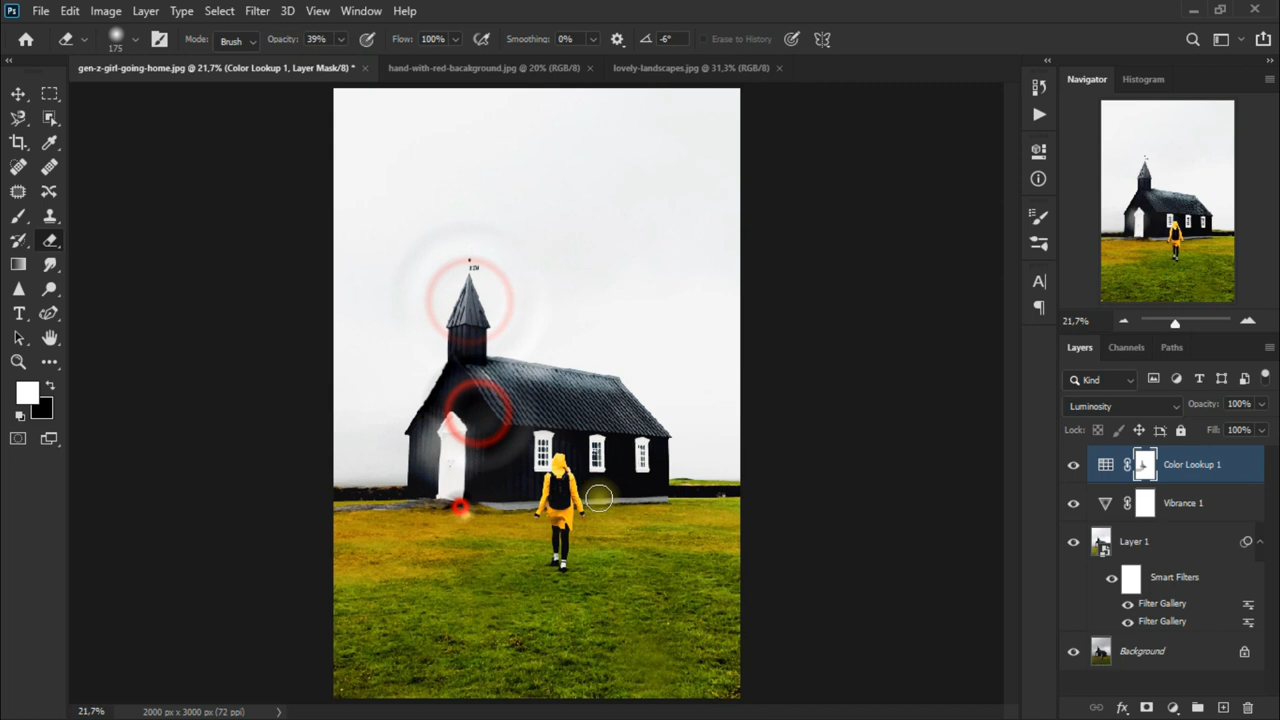 Ps File Edit Image Layer Type Select Filter 3D View Window Help
175 Mode: Brush Opacity: 39% Flow: 100% Smoothing: 0% -6° Erase to History
gen-z-girl-going-home.jpg @ 21,7% (Color Lookup 1, Layer Mask/8) * hand-with-red-bacakground.jpg @ 20% (RGB/8) lovely-landscapes.jpg @ 31,3% (RGB/8)
Navigator Histogram
21,7%
Layers Channels Paths
Kind
Luminosity Opacity: 100%
Lock: Fill: 100%
Color Lookup 1
Vibrance 1
Layer 1
Smart Filters
Filter Gallery
Filter Gallery
Background
21,7% 2000 px x 3000 px (72 ppi)